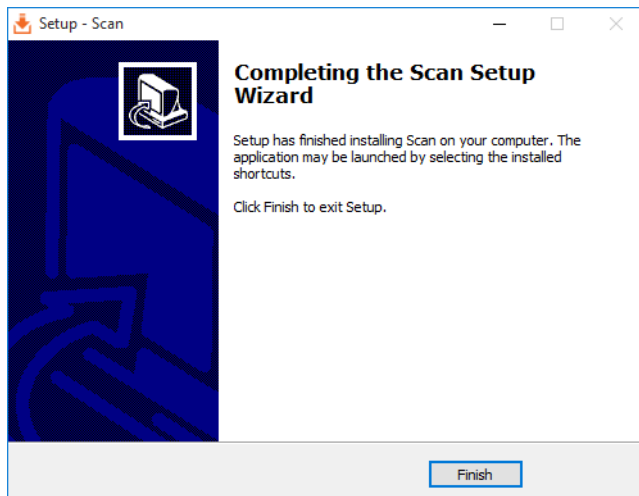 Setup - Scan
Completing the Scan Setup
Wizard
Setup has finished installing Scan on your computer. The
application may be launched by selecting the installed
shortcuts.
Click Finish to exit Setup.
Finish